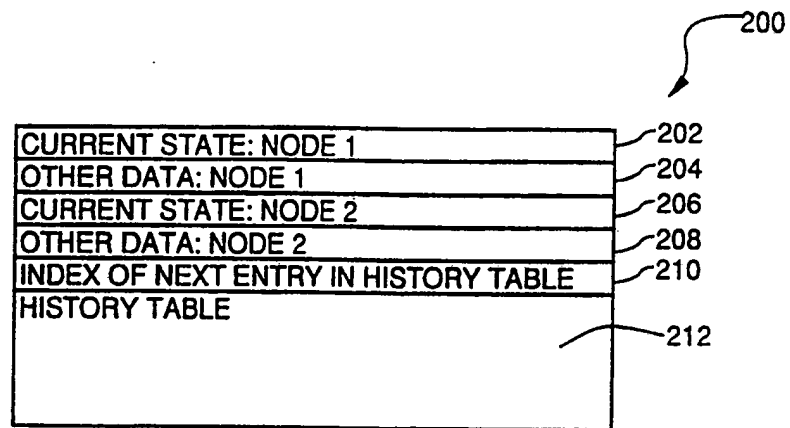 200
CURRENT STATE: NODE 1 202
OTHER DATA: NODE 1 204
CURRENT STATE: NODE 2 206
OTHER DATA: NODE 2 208
INDEX OF NEXT ENTRY IN HISTORY TABLE 210
HISTORY TABLE
212